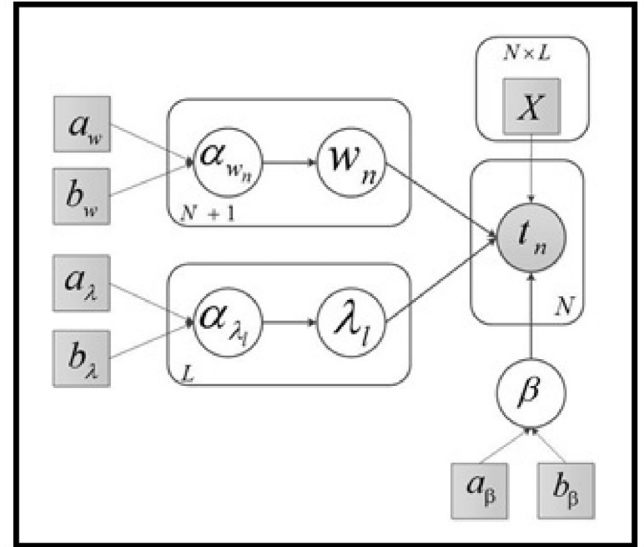 N × L
X
a_w
α_{w_n}
w_n
b_w
N + 1
t_n
a_λ
α_{λ_l}
λ_l
N
b_λ
L
β
a_β
b_β